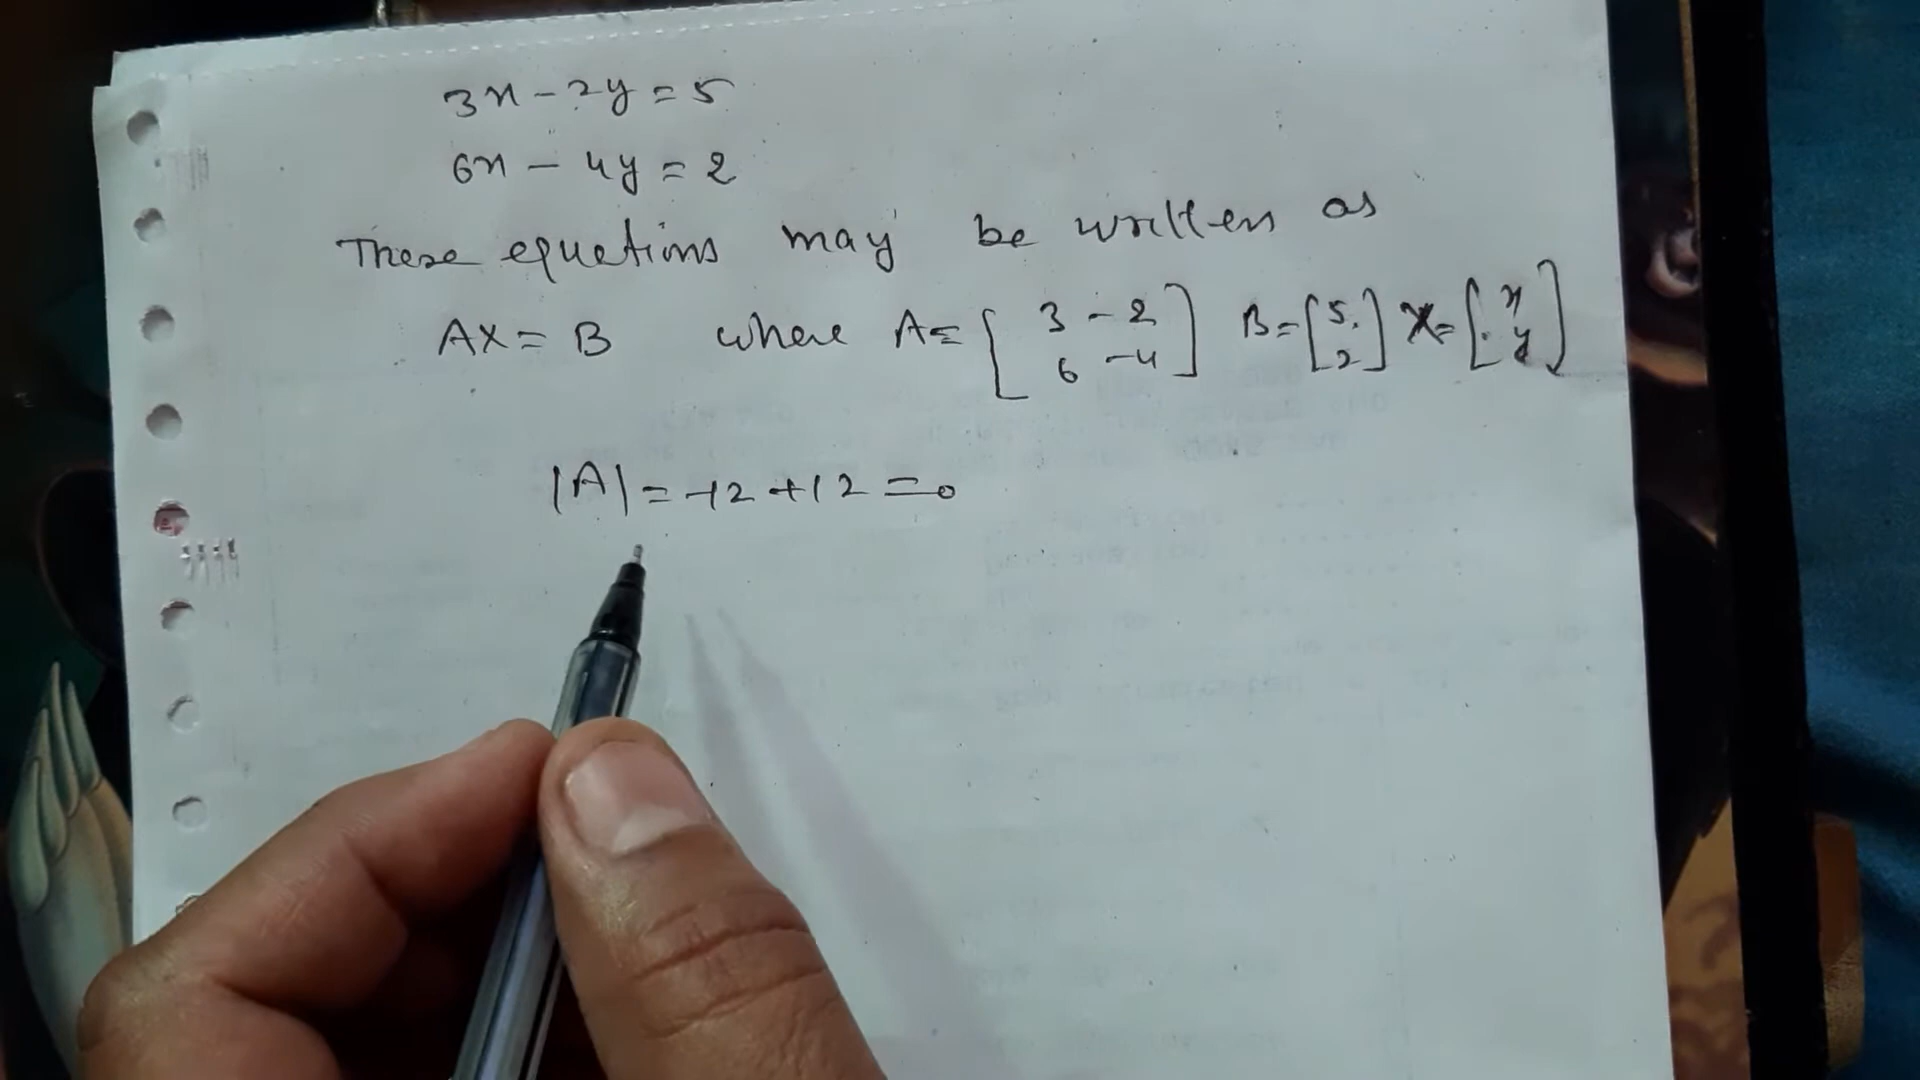 3x - 2y = 5
6x - 4y = 2
These equations may be written as
AX = B where A = [3 -2 6 -4] B = [5 2] X = [x y]
|A| = -12 + 12 = 0